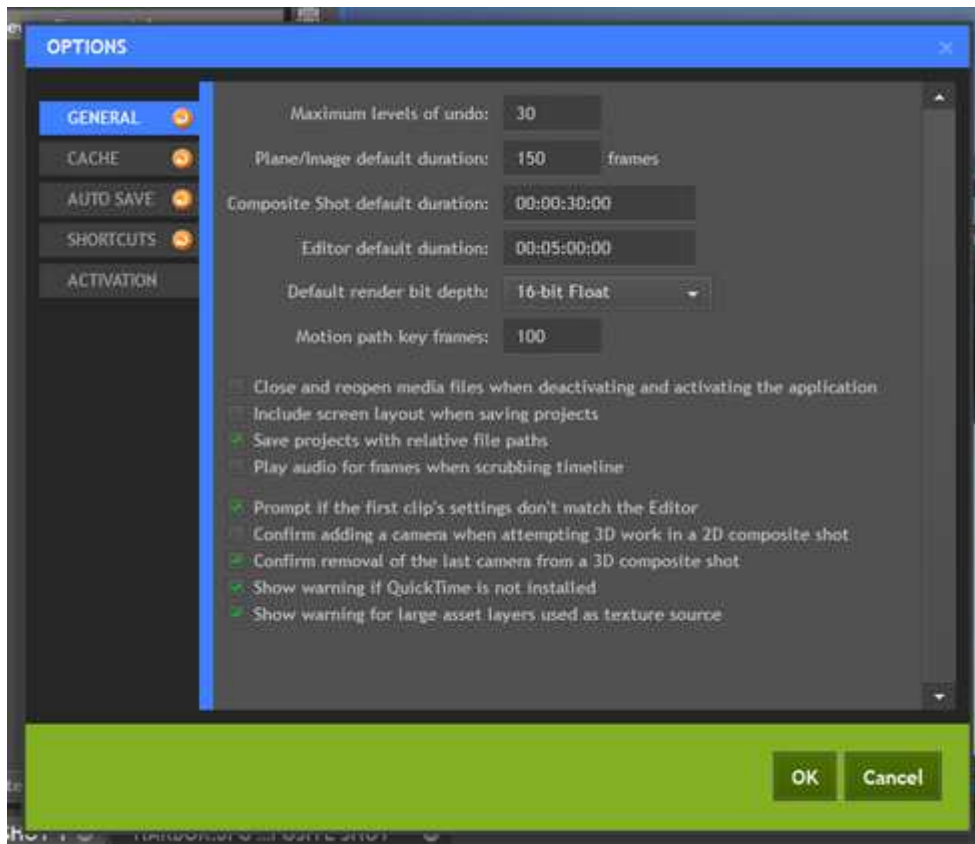 OPTIONS
GENERAL
CACHE
AUTO SAVE
SHORTCUTS
ACTIVATION
Maximum levels of undo: 30
Plane/Image default duration: 150 frames
Composite Shot default duration: 00:00:30:00
Editor default duration: 00:05:00:00
Default render bit depth: 16-bit Float
Motion path key frames: 100
Close and reopen media files when deactivating and activating the application
Include screen layout when saving projects
Save projects with relative file paths
Play audio for frames when scrubbing timeline
Prompt if the first clip's settings don't match the Editor
Confirm adding a camera when attempting 3D work in a 2D composite shot
Confirm removal of the last camera from a 3D composite shot
Show warning if QuickTime is not installed
Show warning for large asset layers used as texture source
OK Cancel